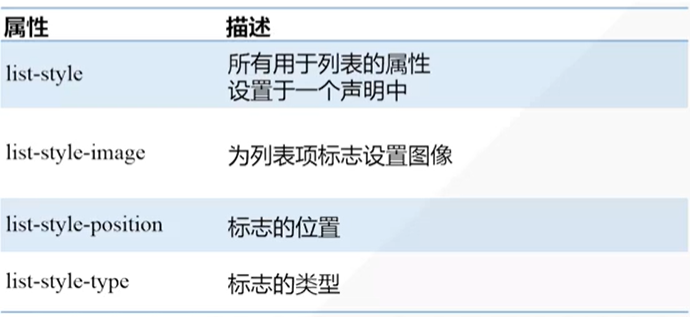 属性 描述
list-style 所有用于列表的属性
设置于一个声明中
list-style-image 为列表项标志设置图像
list-style-position 标志的位置
list-style-type 标志的类型